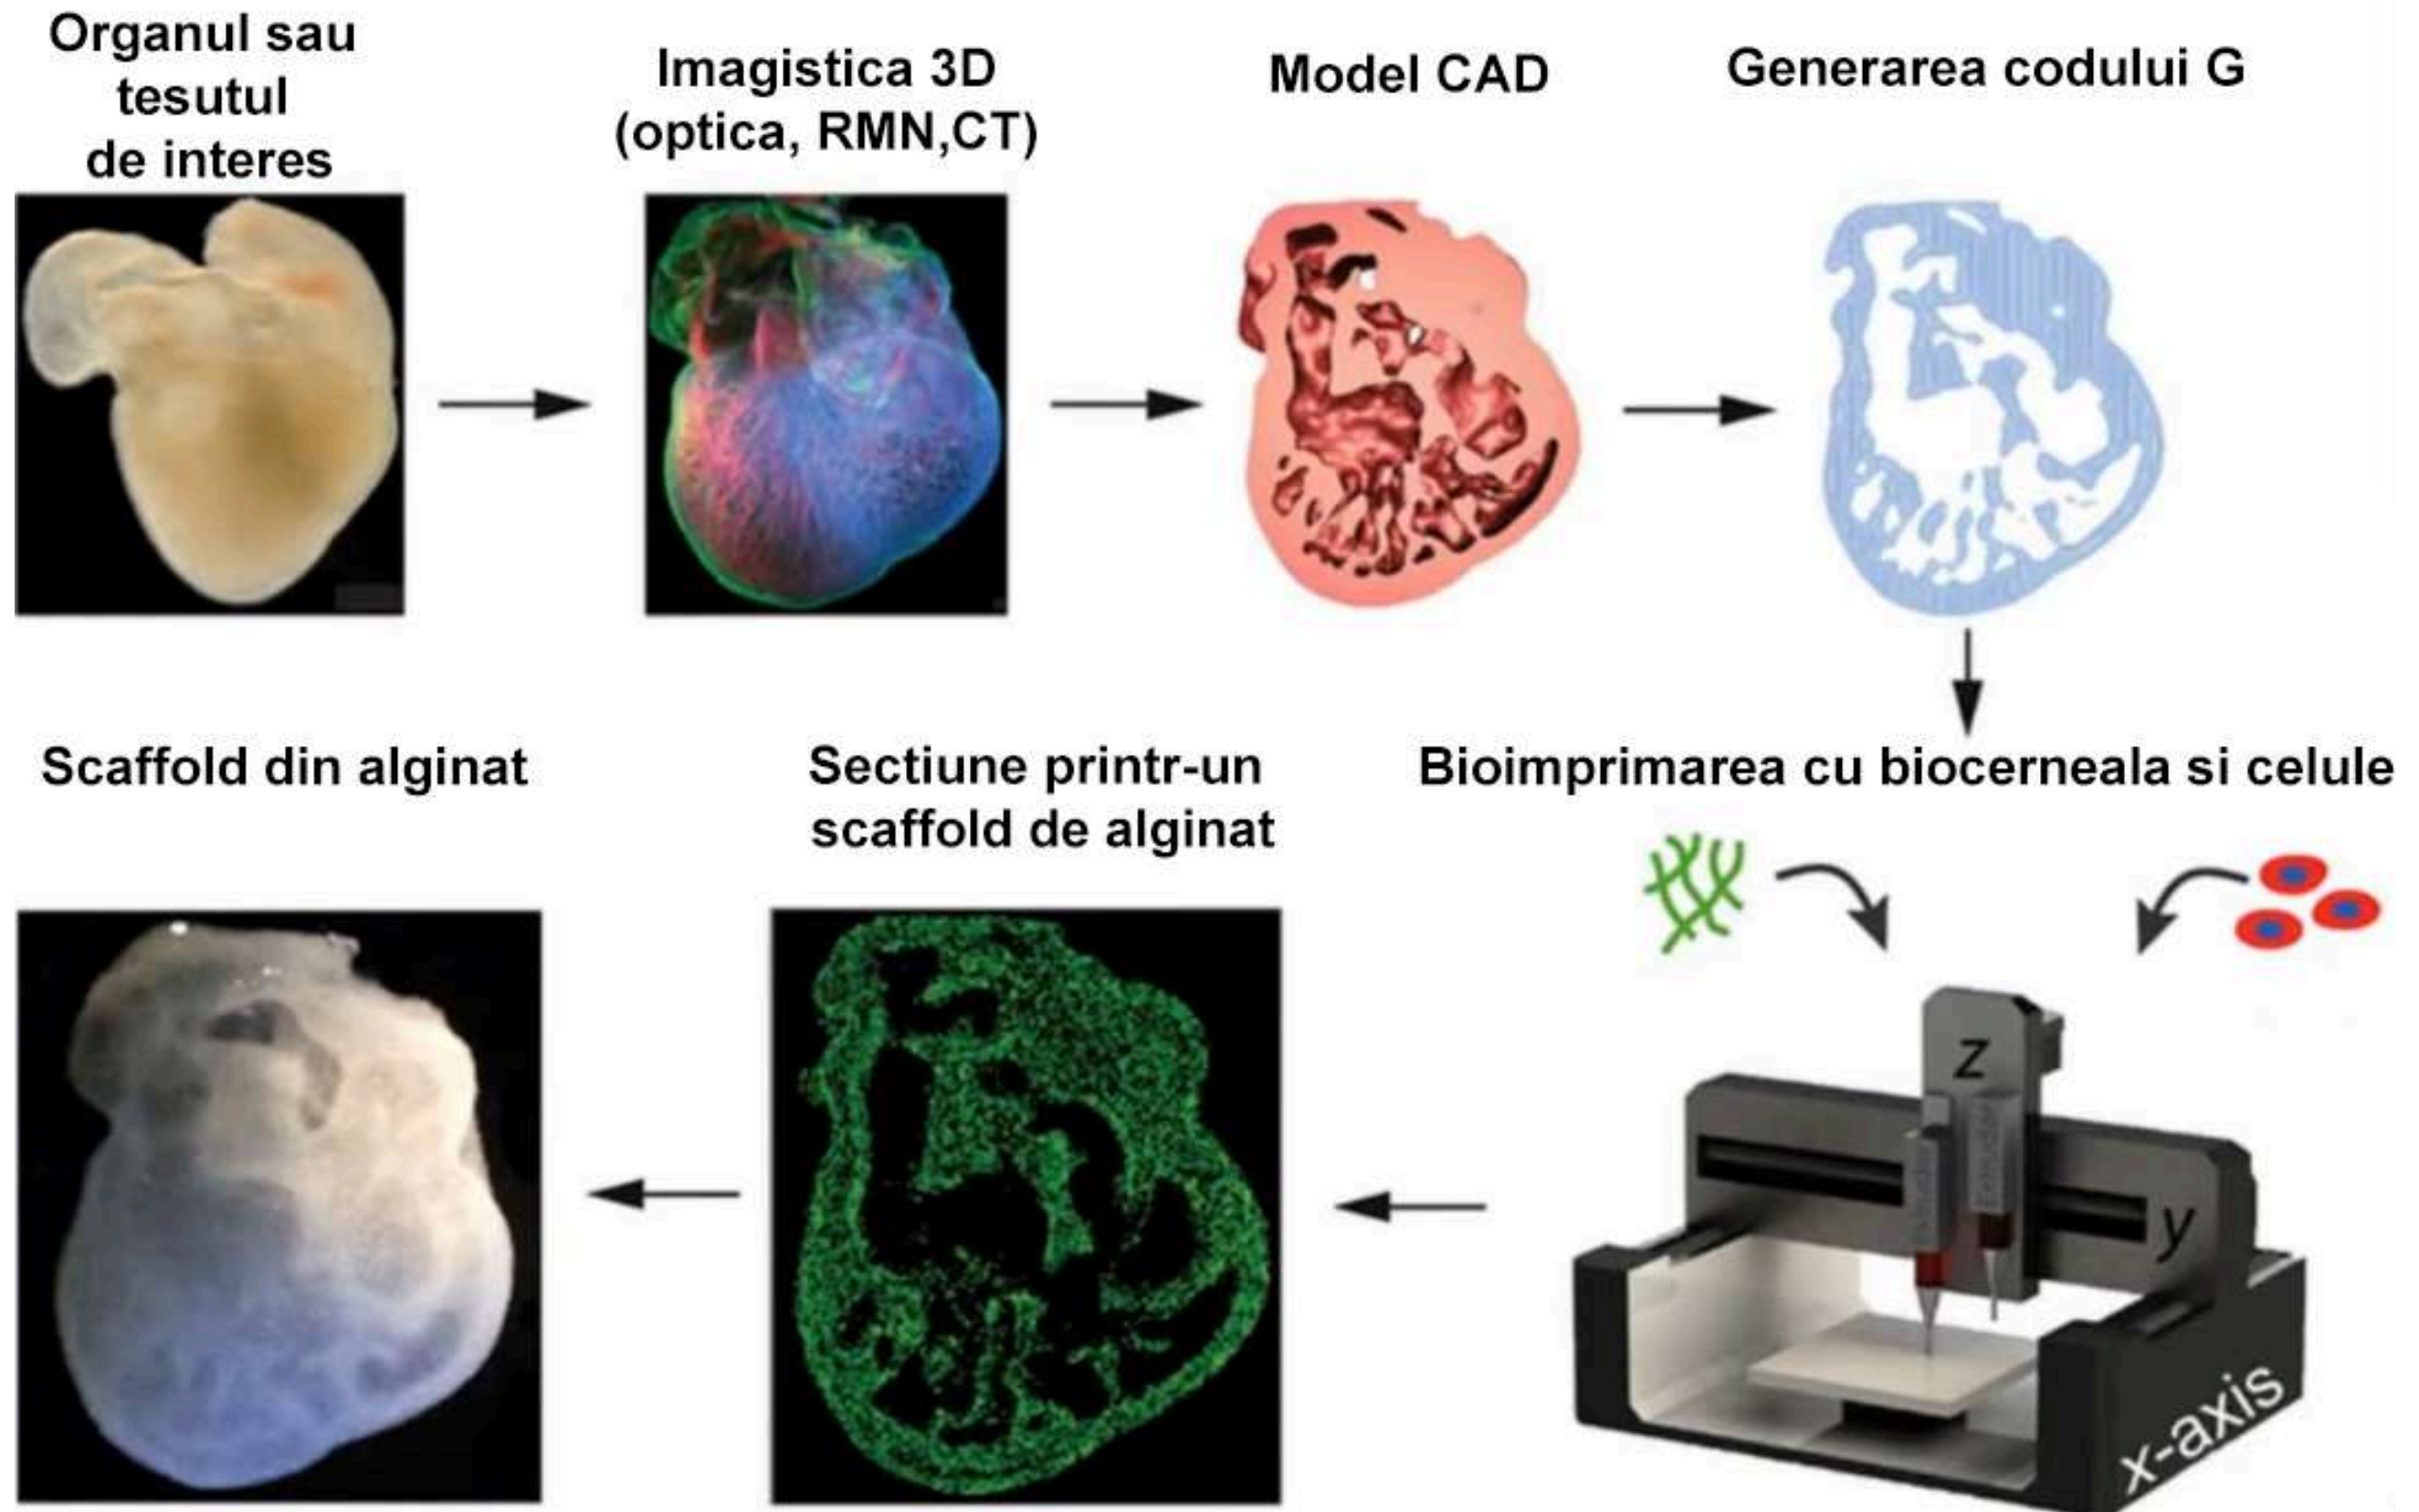 Organul sau
tesutul
de interes
Imagistica 3D
(optica, RMN,CT)
Model CAD
Generarea codului G
Scaffold din alginat
Sectiune printr-un
scaffold de alginat
Bioimprimarea cu biocerneala si celule
z
y
x-axis